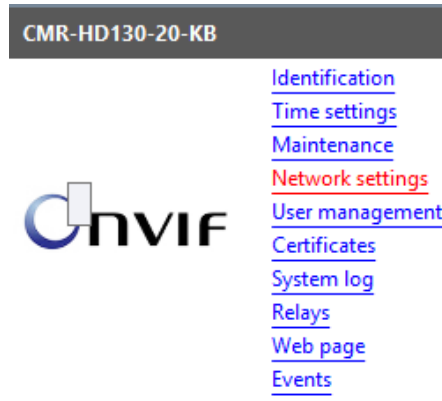 CMR-HD130-20-KB
Identification
Time settings
Maintenance
Network settings
User management
Certificates
System log
Relays
Web page
Events
Onvif